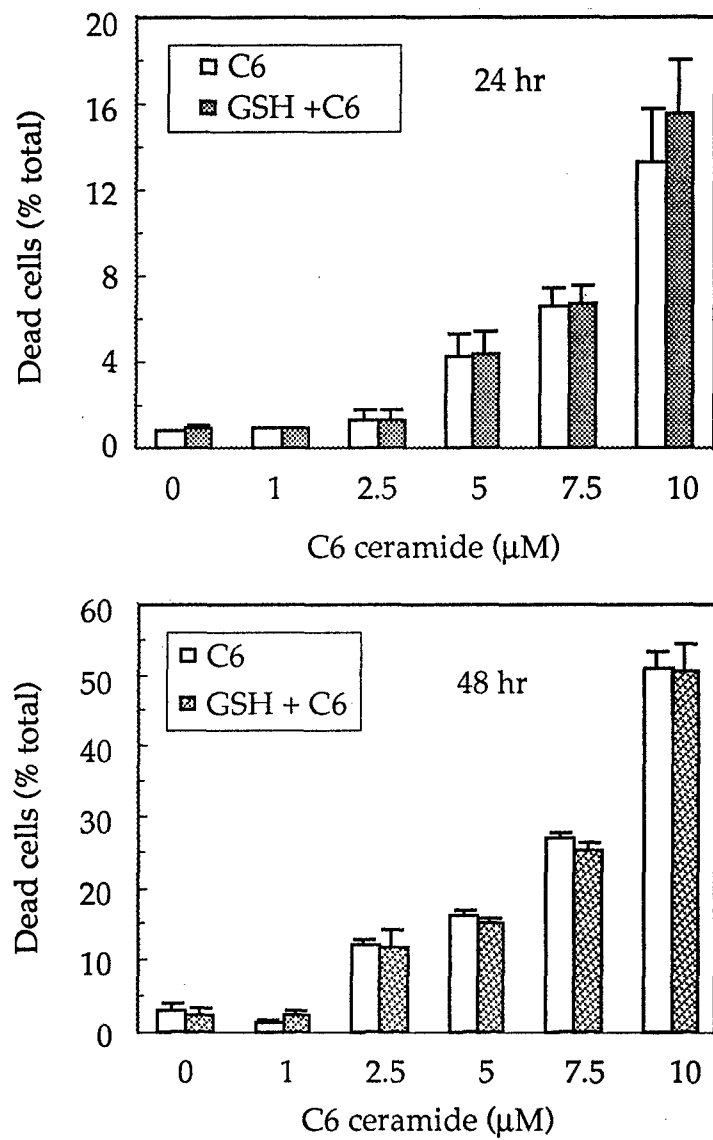 20
C6
GSH +C6
24 hr
16
12
8
4
0
Dead cells (% total)
0 1 2.5 5 7.5 10
C6 ceramide (μM)
60
C6
GSH + C6
48 hr
50
40
30
20
10
0
Dead cells (% total)
0 1 2.5 5 7.5 10
C6 ceramide (μM)